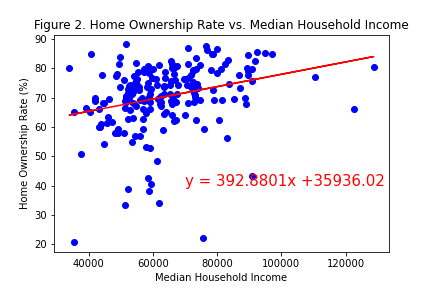 Figure 2. Home Ownership Rate vs. Median Household Income
90
80
70
60
50
40
30
20
Home Ownership Rate (%)
y = 392.8801x +35936.02
40000 60000 80000 100000 120000
Median Household Income